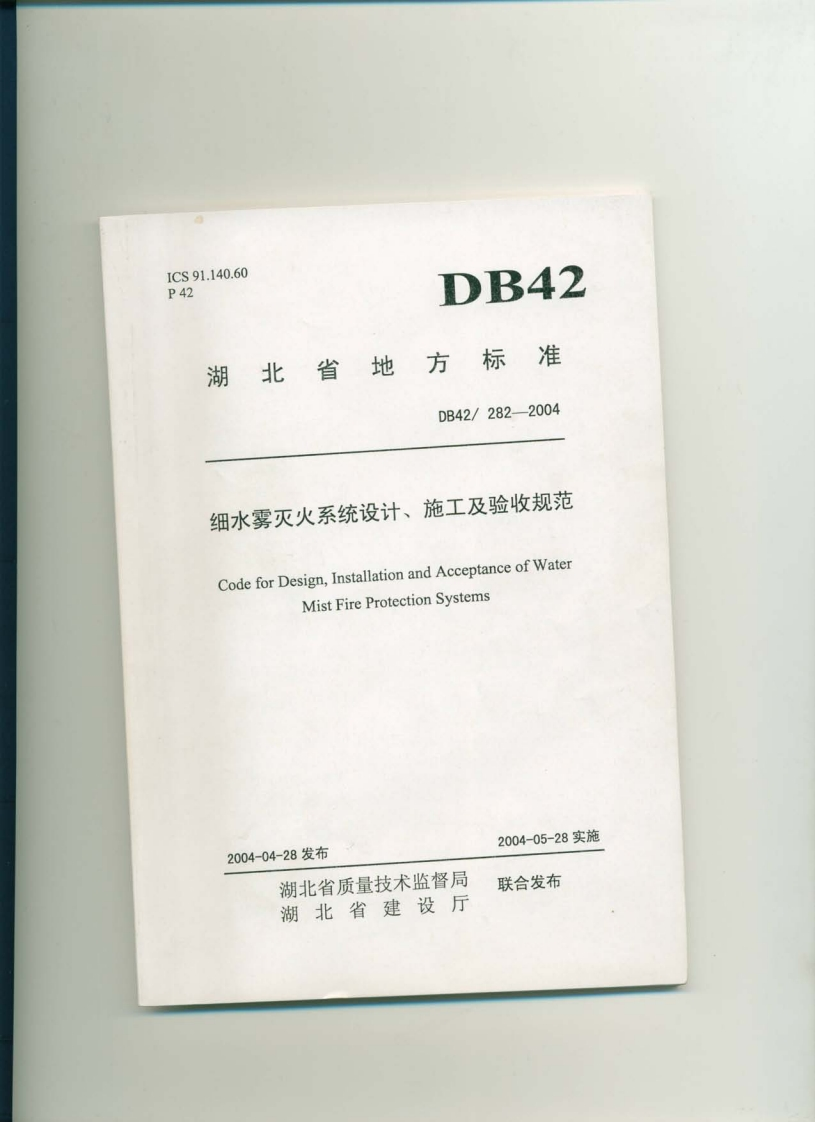 ICS 91.140.60
P 42
DB42
湖北省地方标准
DB42/ 282—2004
细水雾灭火系统设计、施工及验收规范
Code for Design, Installation and Acceptance of Water
Mist Fire Protection Systems
2004-04-28 发布
2004-05-28 实施
湖北省质量技术监督局
湖北省建设厅
联合发布